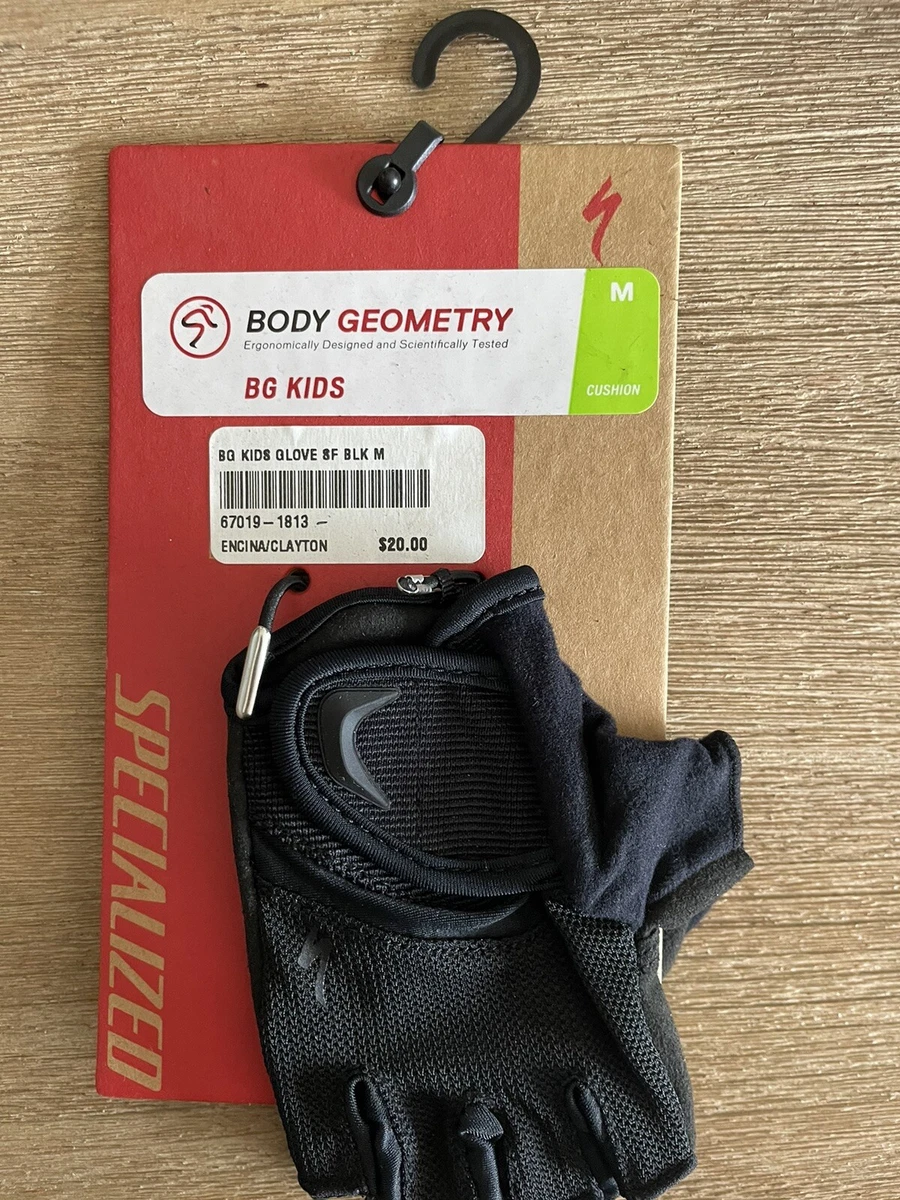 M
BODY GEOMETRY
Ergonomically Designed and Scientifically Tested
BG KIDS
CUSHION
BG KIDS GLOVE SF BLK M
67019-1813 -
ENCINA/CLAYTON $20.00
SPECIALIZED